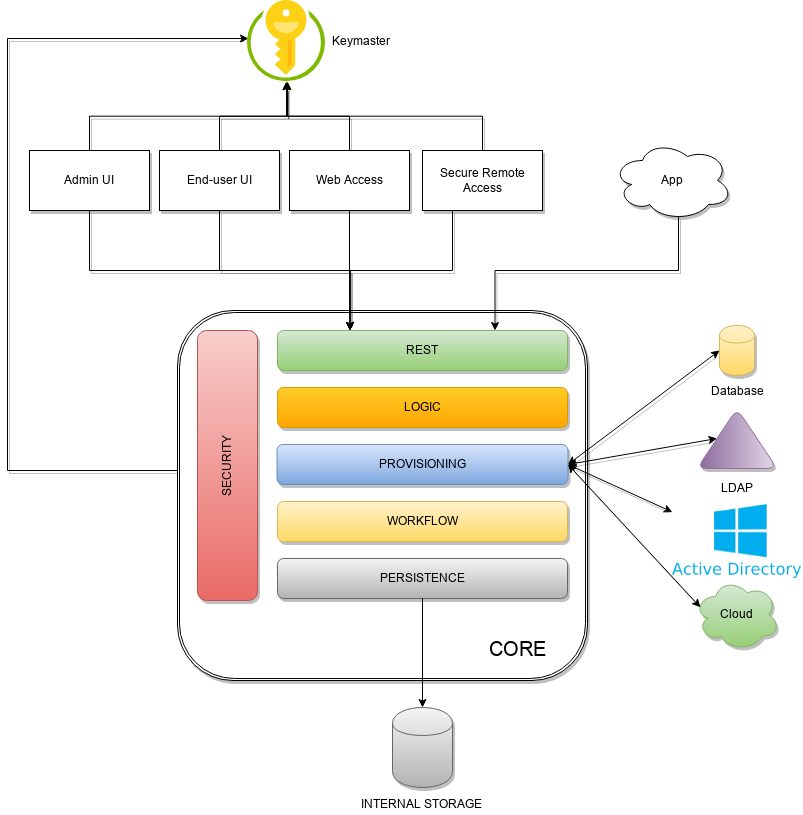 Keymaster
Admin UI
End-user UI
Web Access
Secure Remote
Access
App
REST
LOGIC
PROVISIONING
WORKFLOW
PERSISTENCE
SECURITY
CORE
Database
LDAP
Active Directory
Cloud
INTERNAL STORAGE